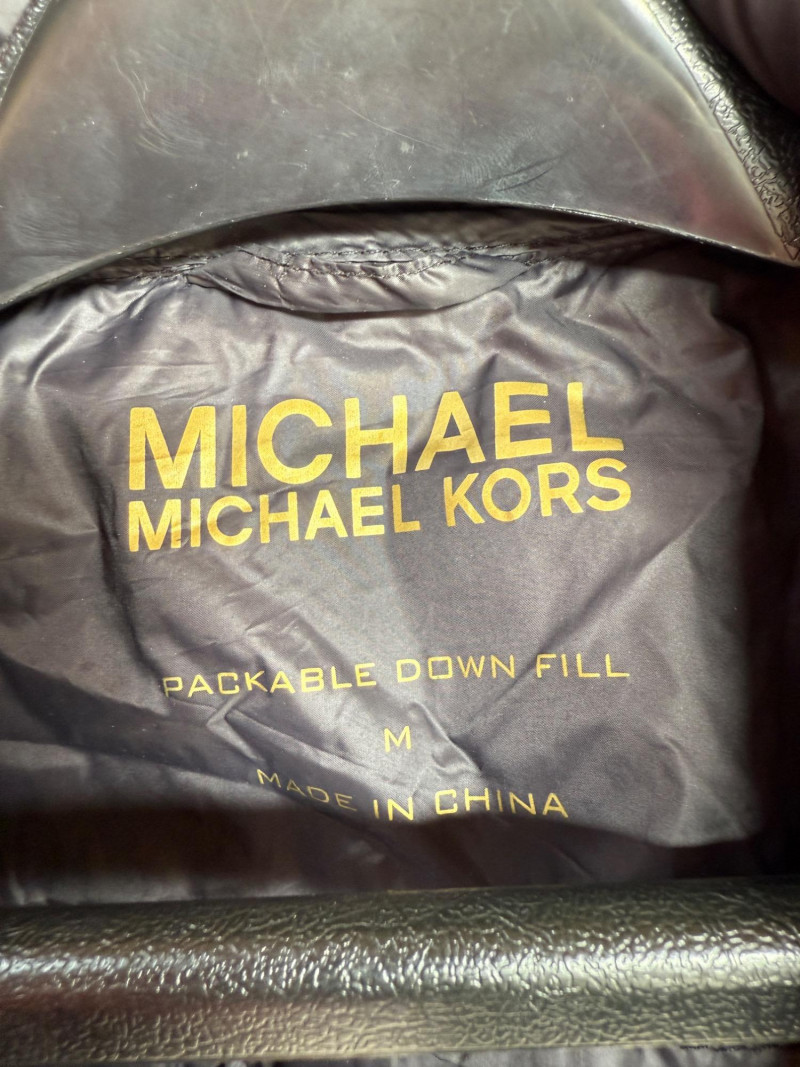 MICHAEL
MICHAEL KORS
PACKABLE DOWN FILL
M
MADE IN CHINA